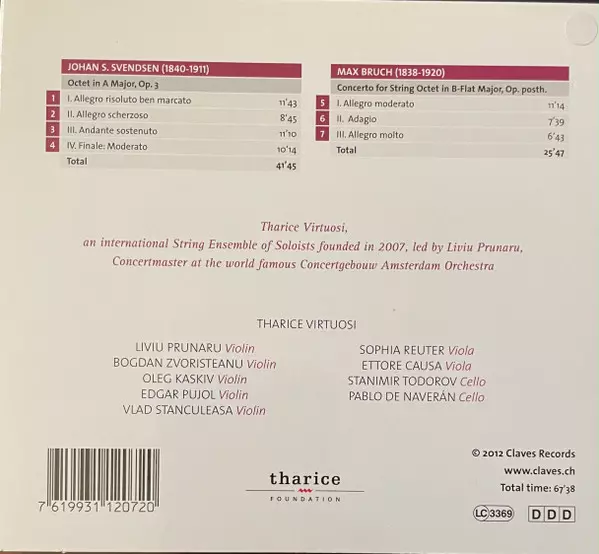 JOHAN S. SVENDSEN (1840-1911)
Octet in A Major, Op. 3
1 I. Allegro risoluto ben marcato 11'43
2 II. Allegro scherzoso 8'45
3 III. Andante sostenuto 11'10
4 IV. Finale: Moderato 10'14
Total 41'45
MAX BRUCH (1838-1920)
Concerto for String Octet in B-Flat Major, Op. posth.
5 I. Allegro moderato 11'14
6 II. Adagio 7'39
7 III. Allegro molto 6'43
Total 25'47
Tharice Virtuosi,
an international String Ensemble of Soloists founded in 2007, led by Liviu Prunaru,
Concertmaster at the world famous Concertgebouw Amsterdam Orchestra
THARICE VIRTUOSI
LIVIU PRUNARU Violin
BOGDAN ZVORISTEANU Violin
OLEG KASKIV Violin
EDGAR PUJOL Violin
VLAD STANCULEASA Violin
SOPHIA REUTER Viola
ETTORE CAUSA Viola
STANIMIR TODOROV Cello
PABLO DE NAVERÁN Cello
7 619931 120720
tharice
FOUNDATION
© 2012 Claves Records
www.claves.ch
Total time: 67'38
LC 3369 D D D